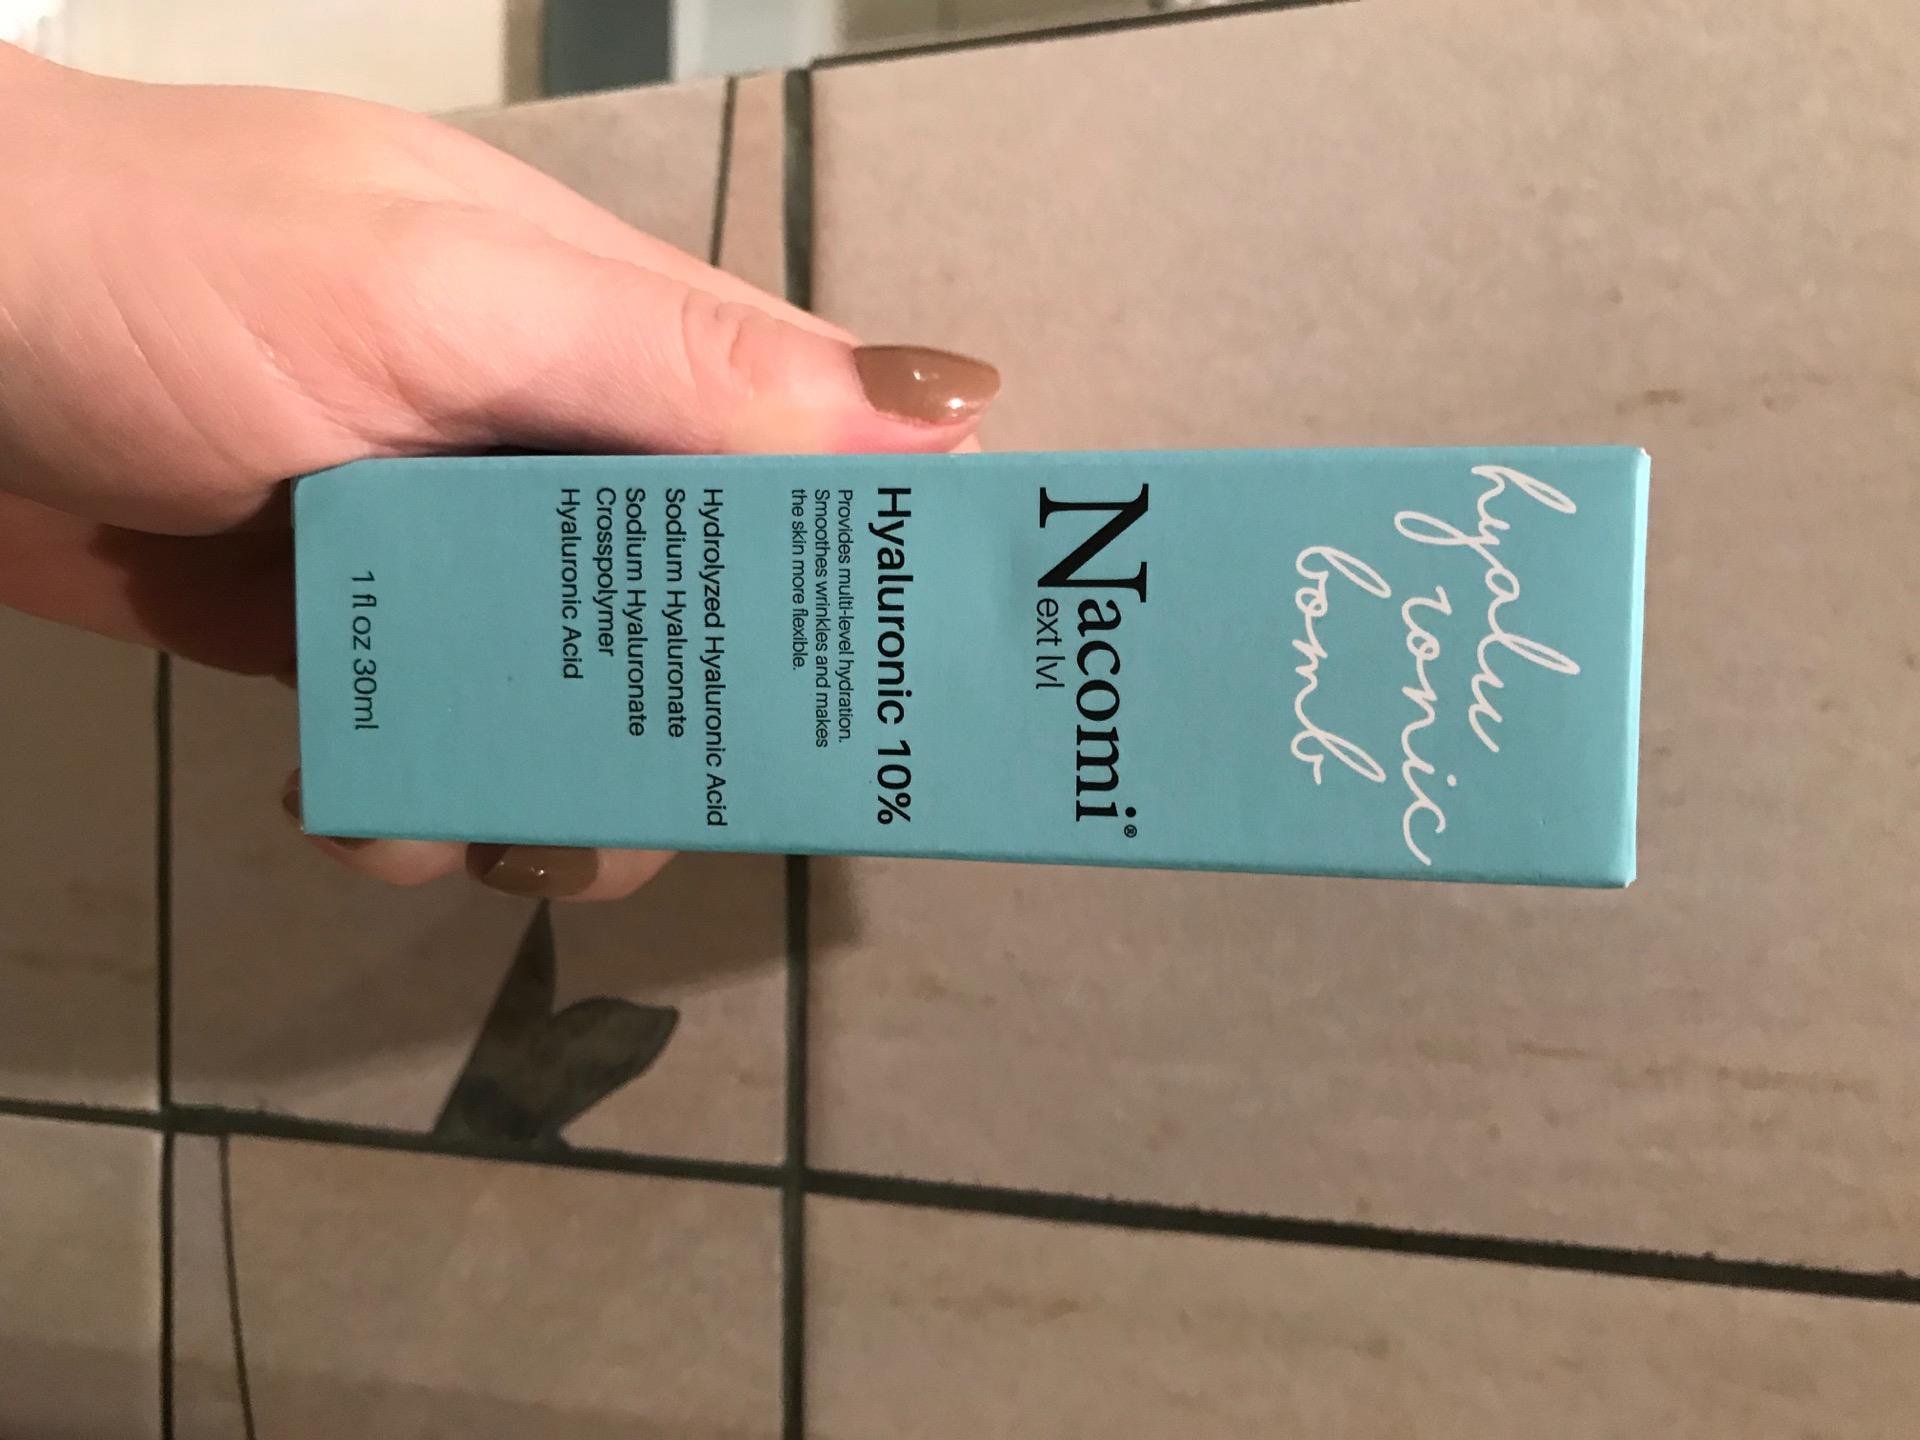 hyalu
ronic
bomb
Nacomi®
ext lvl
Hyaluronic 10%
Provides multi-level hydration.
Smoothes wrinkles and makes
the skin more flexible.
Hydrolyzed Hyaluronic Acid
Sodium Hyaluronate
Sodium Hyaluronate
Crosspolymer
Hyaluronic Acid
1 fl oz 30ml